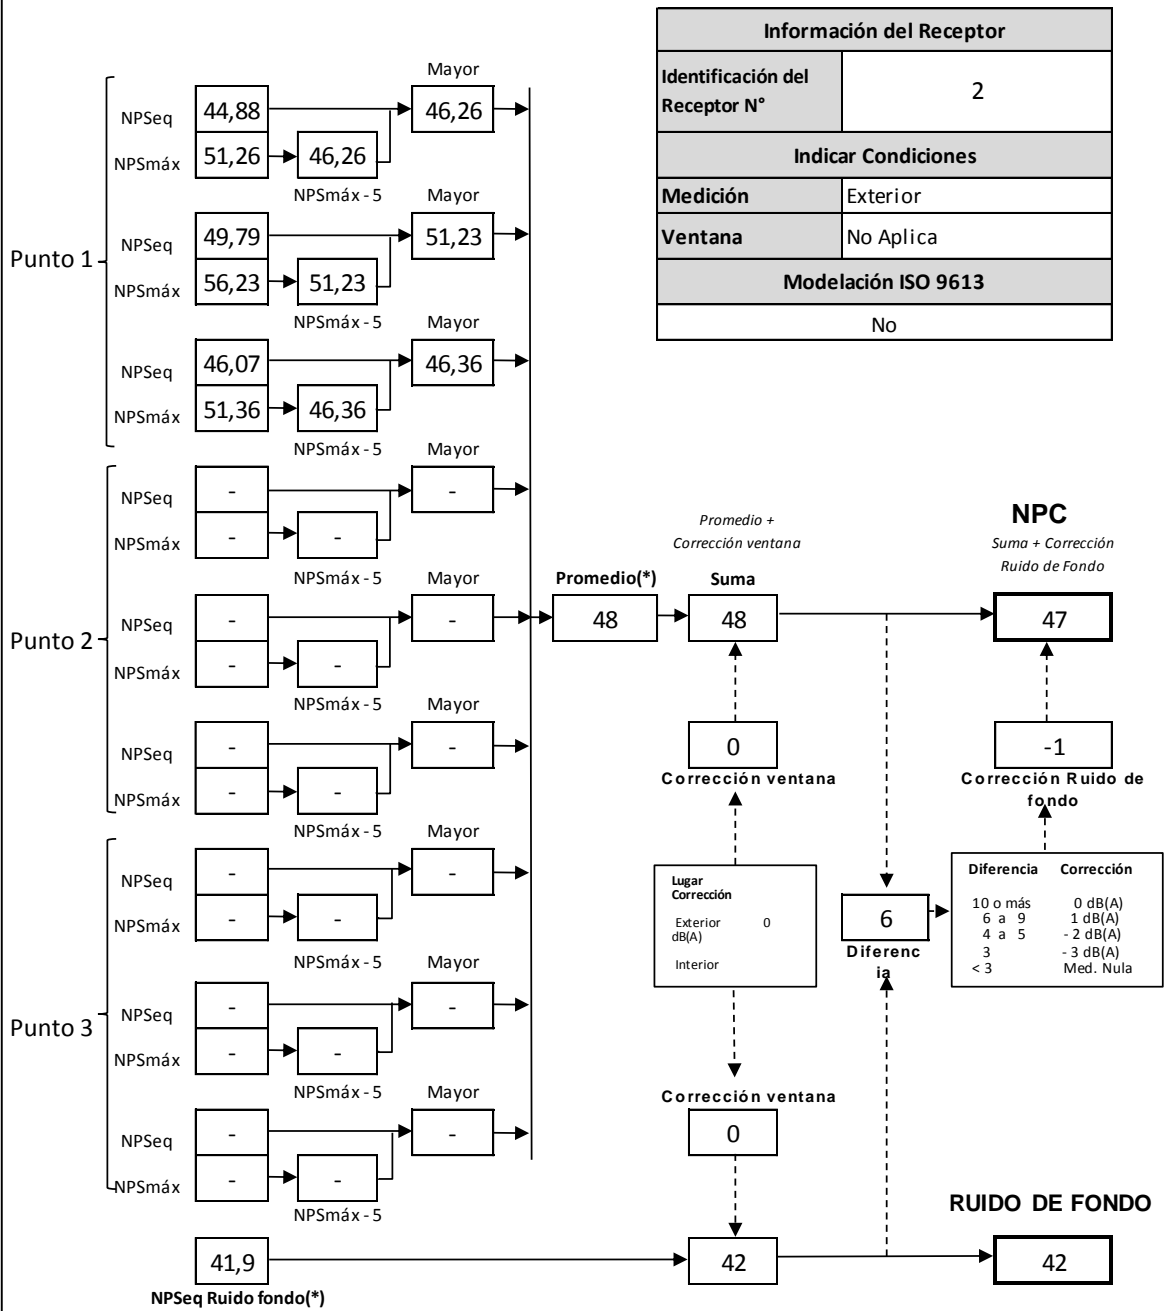 Información del Receptor
Identificación del
Receptor N°
2
Indicar Condiciones
Medición Exterior
Ventana No Aplica
Modelación ISO 9613
No
Punto 1
Mayor
NPSeq 44,88 46,26
NPSmáx 51,26 46,26
NPSmáx - 5 Mayor
NPSeq 49,79 51,23
NPSmáx 56,23 51,23
NPSmáx - 5 Mayor
NPSeq 46,07 46,36
NPSmáx 51,36 46,36
NPSmáx - 5 Mayor
Punto 2
NPSeq - -
NPSmáx - -
NPSmáx - 5 Mayor
NPSeq - -
NPSmáx - -
NPSmáx - 5 Mayor
NPSeq - -
NPSmáx - -
NPSmáx - 5 Mayor
Punto 3
NPSeq - -
NPSmáx - -
NPSmáx - 5 Mayor
NPSeq - -
NPSmáx - -
NPSmáx - 5 Mayor
NPSeq - -
NPSmáx - -
NPSmáx - 5
41,9
NPSeq Ruido fondo(*)
Promedio(*)
48
Promedio +
Corrección ventana
Suma
48
0
Corrección ventana
Lugar
Corrección
Exterior 0
dB(A)
Interior
Corrección ventana
0
42
NPC
Suma + Corrección
Ruido de Fondo
47
-1
Corrección Ruido de
fondo
Diferencia Corrección
10 o más 0 dB(A)
6 a 9 1 dB(A)
4 a 5 - 2 dB(A)
3 - 3 dB(A)
< 3 Med. Nula
6
Diferenc
ia
RUIDO DE FONDO
42